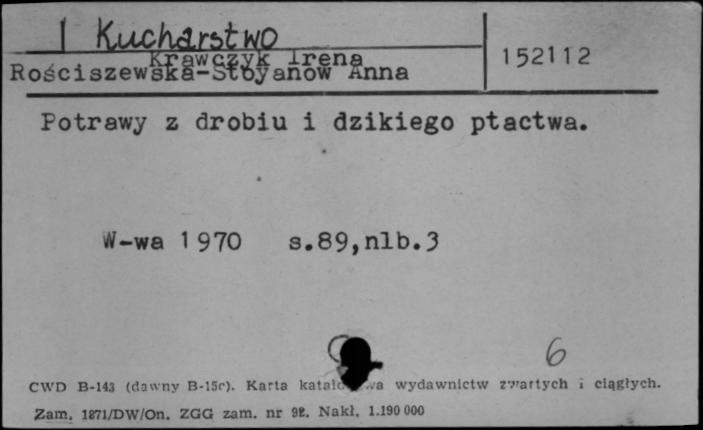 1 Kucharstwo
Krawczyk Irena
Rościszewska-Stoyanow Anna
152112
Potrawy z drobiu i dzikiego ptactwa.
W-wa 1970 s.89,nlb.3
6
CWD B-143 (dawny B-15c). Karta wydawnictw zwartych i ciągłych.
Zam. 1871/DW/On. ZGG zam. nr 92. Nakł. 1.190 000